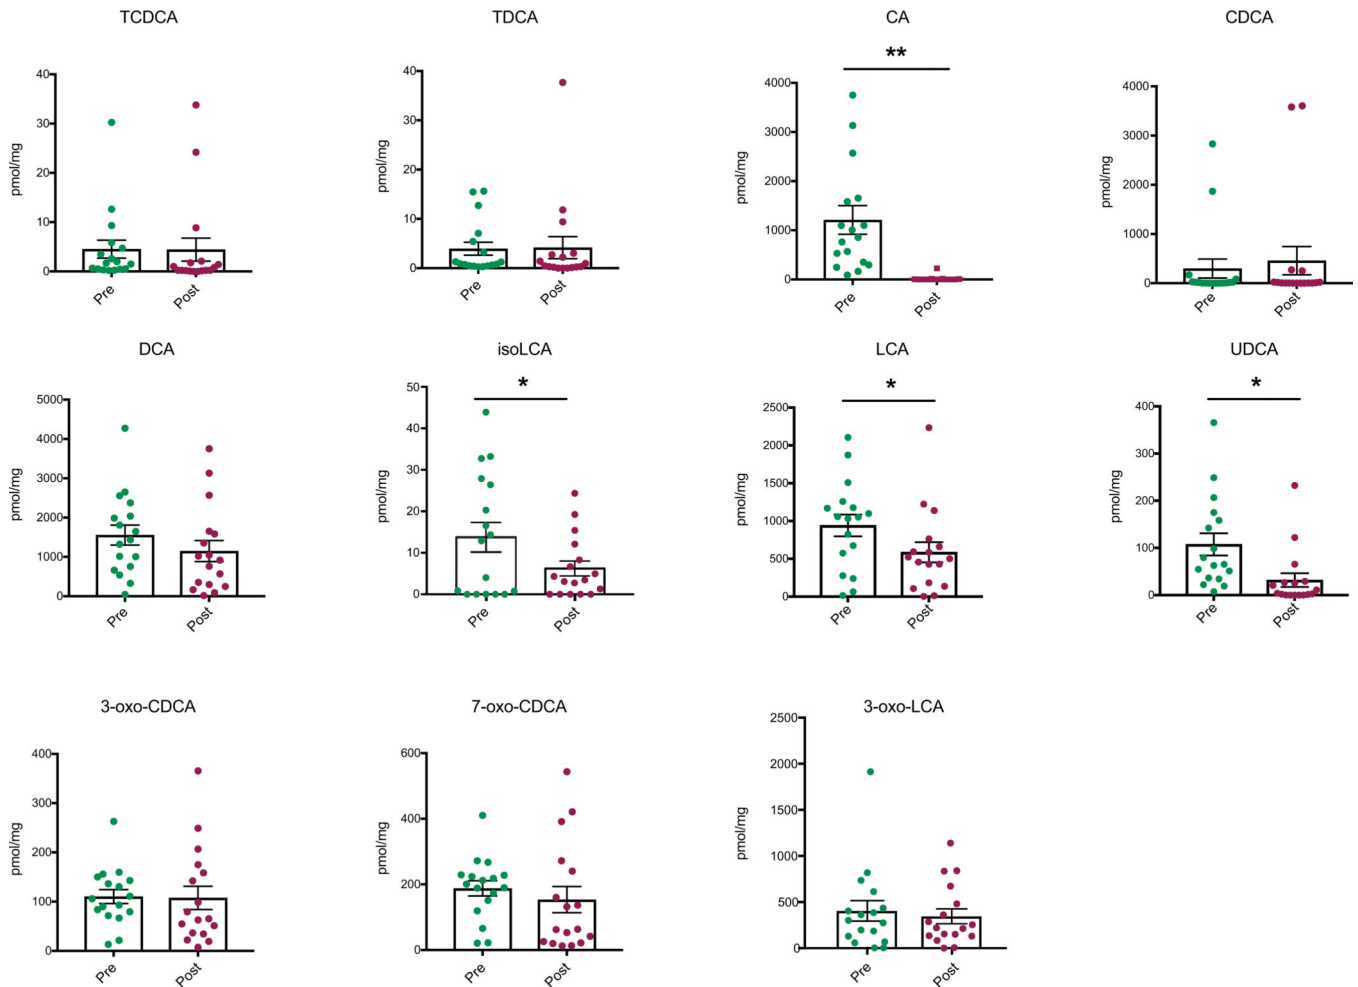 TCDCA
TDCA
CA
CDCA
pmol/mg
40
30
20
10
0
Pre
Post
pmol/mg
40
30
20
10
0
Pre
Post
**
pmol/mg
4000
3000
2000
1000
0
Pre
Post
pmol/mg
4000
3000
2000
1000
0
Pre
Post
DCA
isoLCA
LCA
UDCA
pmol/mg
5000
4000
3000
2000
1000
0
Pre
Post
*
pmol/mg
50
40
30
20
10
0
Pre
Post
*
pmol/mg
2500
2000
1500
1000
500
0
Pre
Post
*
pmol/mg
400
300
200
100
0
Pre
Post
3-oxo-CDCA
7-oxo-CDCA
3-oxo-LCA
pmol/mg
400
300
200
100
0
Pre
Post
pmol/mg
600
400
200
0
Pre
Post
pmol/mg
2500
2000
1500
1000
500
0
Pre
Post